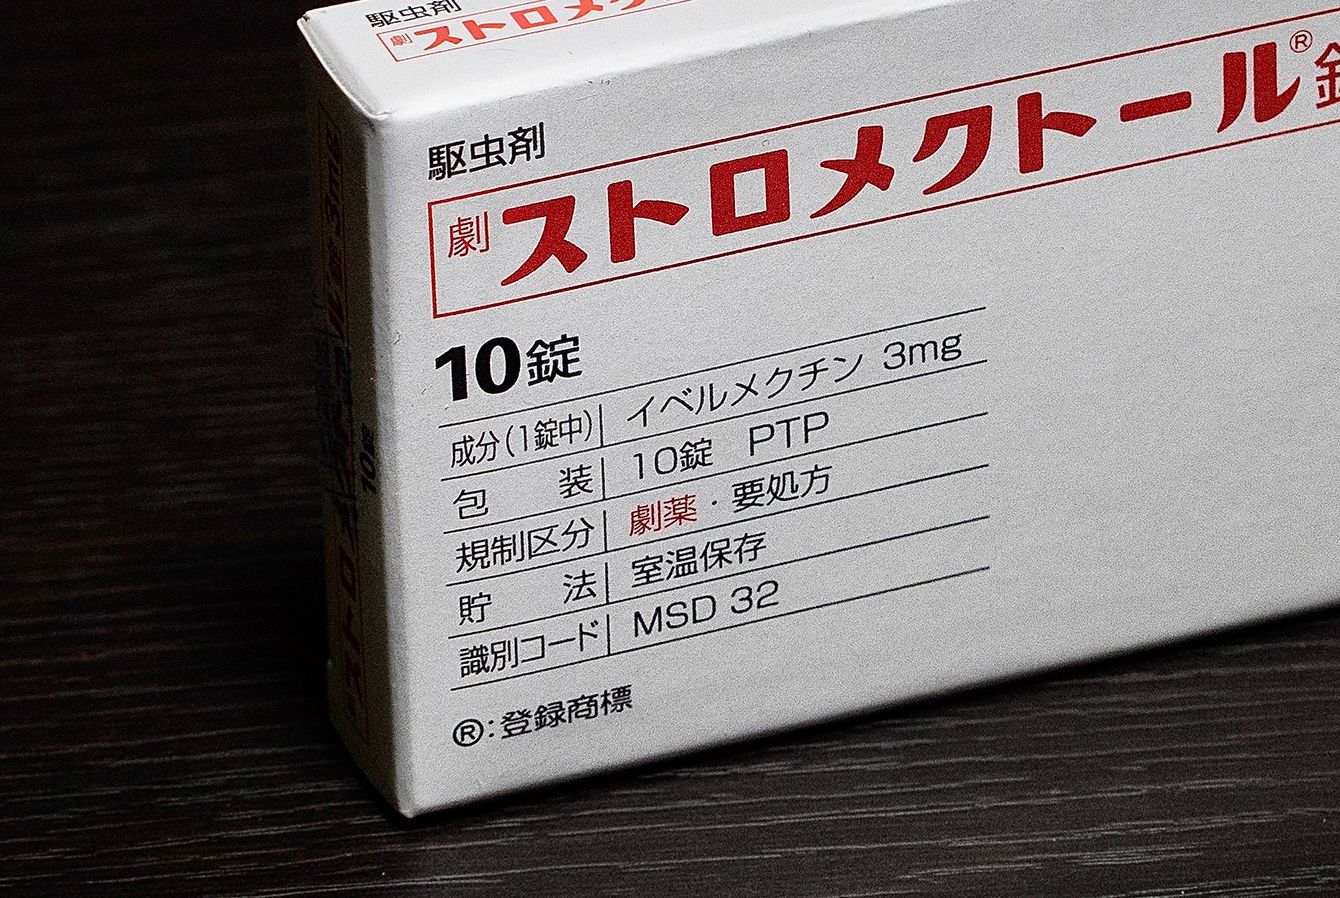 駆虫剤
劇 ストロメク
駆虫剤
劇 ストロメクトール® 錠
10錠
成分(1錠中) イベルメクチン 3mg
包 装 10錠 PTP
規制区分 劇薬・要処方
貯 法 室温保存
識別コード MSD 32
®:登録商標
10錠